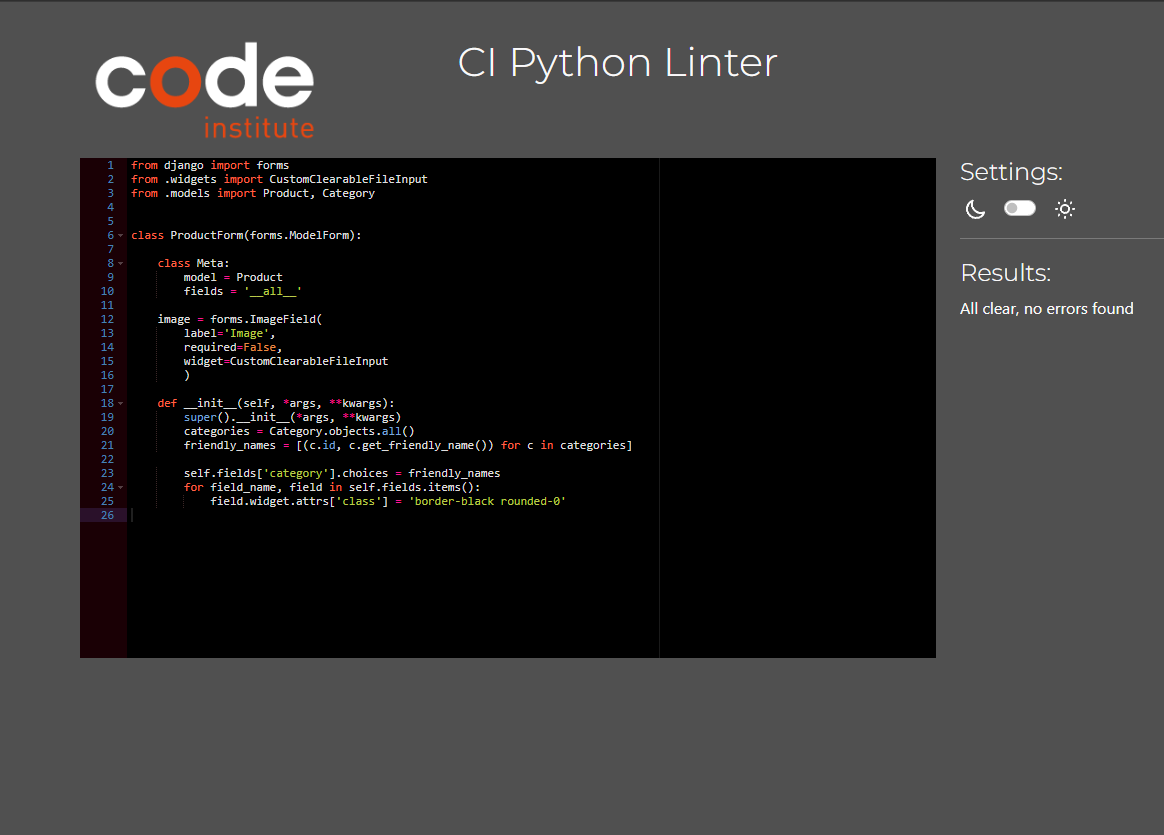 code
institute
CI Python Linter
1 from django import forms
2 from .widgets import CustomClearableFileInput
3 from .models import Product, Category
4
5
6 class ProductForm(forms.ModelForm):
7
8     class Meta:
9         model = Product
10         fields = '__all__'
11
12     image = forms.ImageField(
13         label='Image',
14         required=False,
15         widget=CustomClearableFileInput
16         )
17
18     def __init__(self, *args, **kwargs):
19         super().__init__(*args, **kwargs)
20         categories = Category.objects.all()
21         friendly_names = [(c.id, c.get_friendly_name()) for c in categories]
22
23         self.fields['category'].choices = friendly_names
24         for field_name, field in self.fields.items():
25             field.widget.attrs['class'] = 'border-black rounded-0'
26
Settings:
Results:
All clear, no errors found